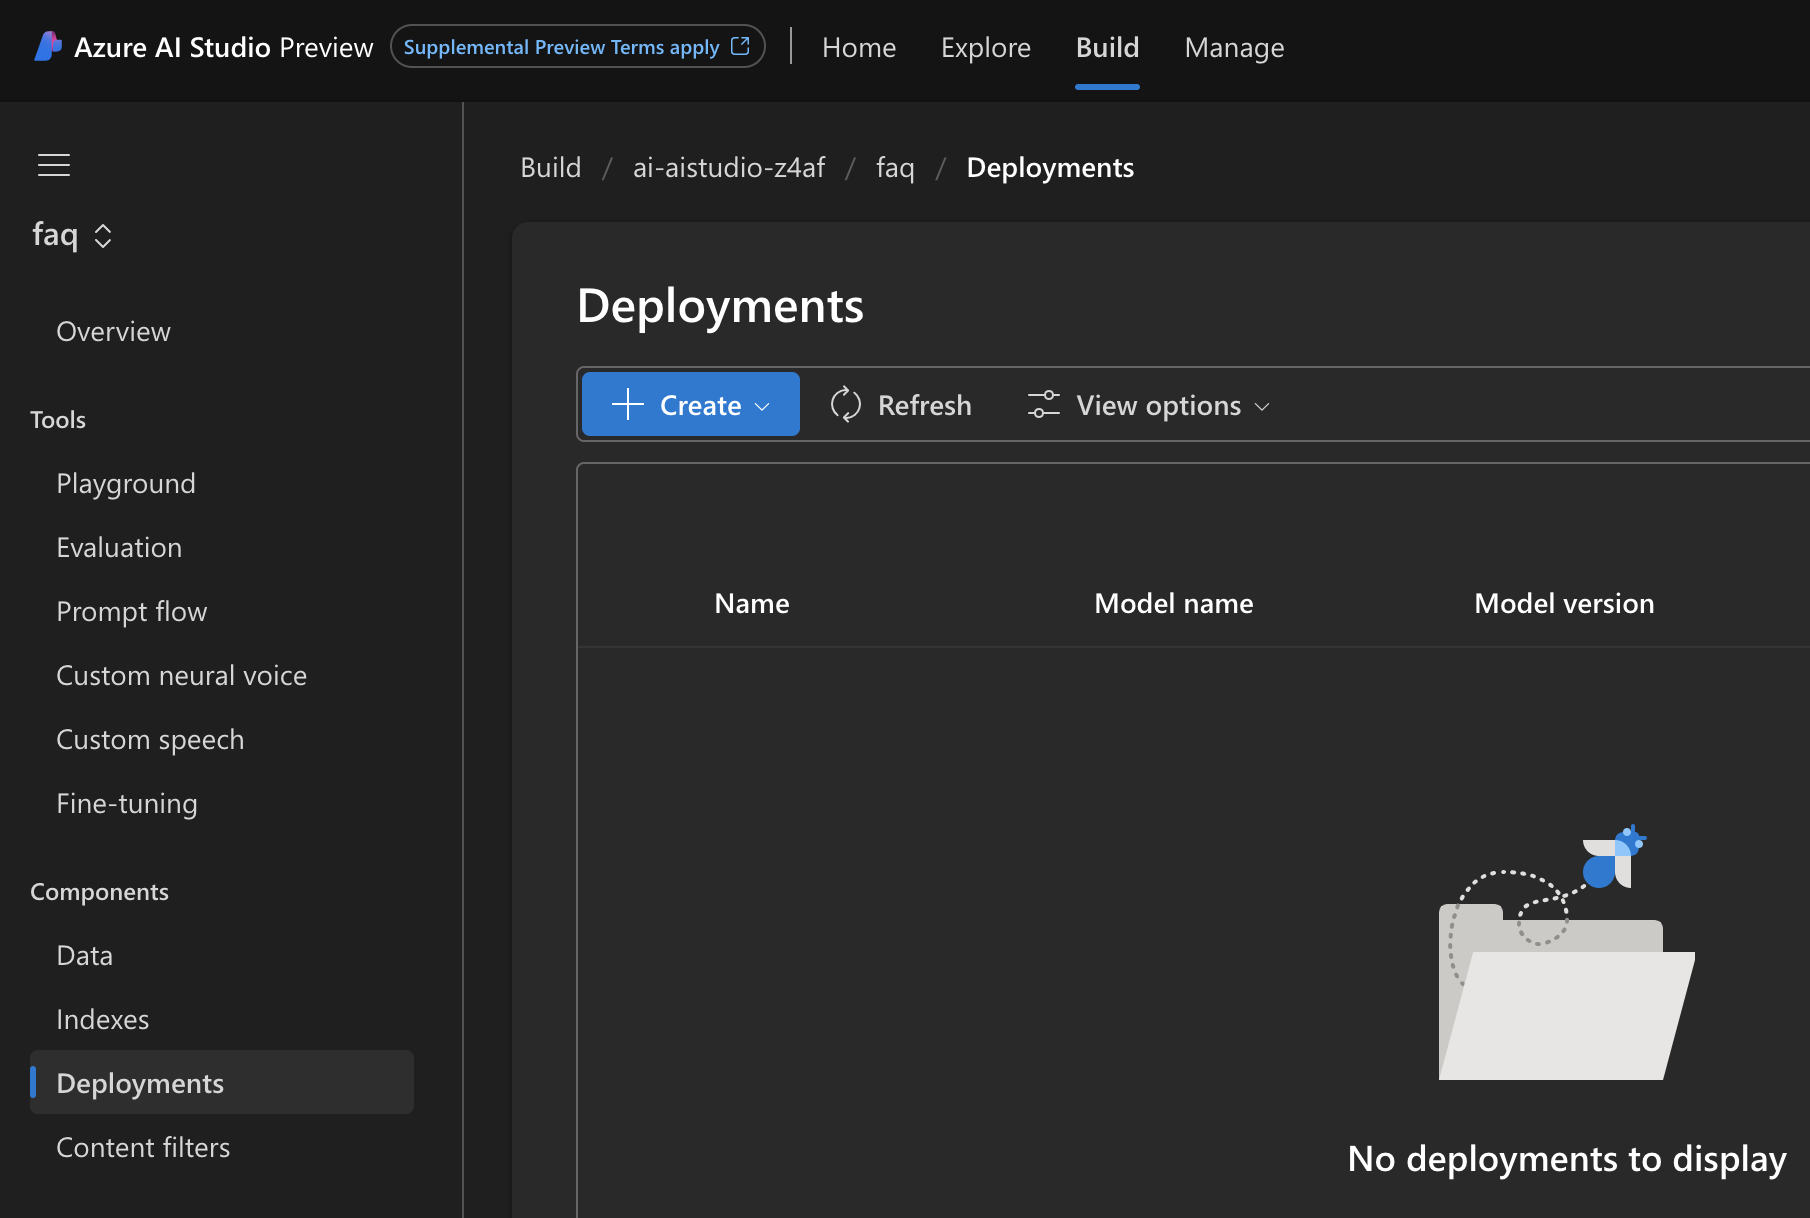 Azure AI Studio Preview
Supplemental Preview Terms apply
Home
Explore
Build
Manage
faq
Overview
Tools
Playground
Evaluation
Prompt flow
Custom neural voice
Custom speech
Fine-tuning
Components
Data
Indexes
Deployments
Content filters
Build / ai-aistudio-z4af / faq / Deployments
Deployments
Create
Refresh
View options
Name
Model name
Model version
No deployments to display